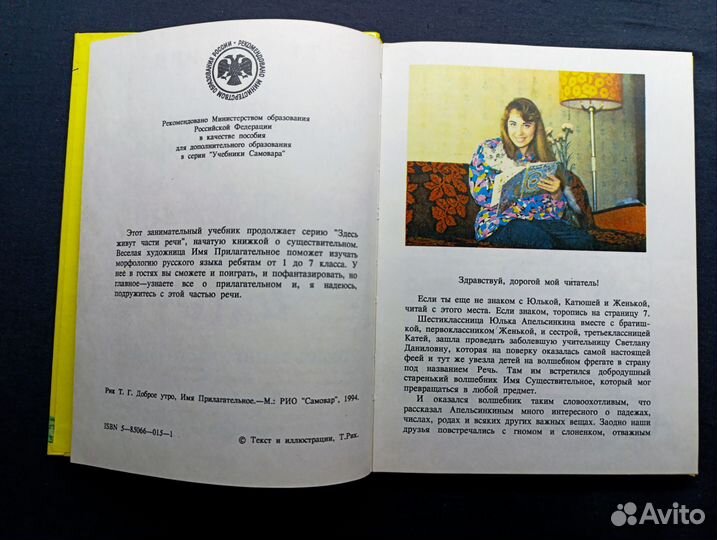 РЕКОМЕНДОВАНО МИНИСТЕРСТВОМ ОБРАЗОВАНИЯ РОССИИ
Рекомендовано Министерством образования
Российской Федерации
в качестве пособия
для дополнительного образования
в серии "Учебники Самовара"
Этот занимательный учебник продолжает серию "Здесь
живут части речи", начатую книжкой о существительном.
Веселая художница Имя Прилагательное поможет изучать
морфологию русского языка ребятам от 1 до 7 класса. У
неё в гостях вы сможете и поиграть, и пофантазировать, но
главное—узнаете все о прилагательном и, я надеюсь,
подружитесь с этой частью речи.
Рик Т. Г. Доброе утро, Имя Прилагательное.—М.: РИО "Самовар", 1994.
ISBN 5—85066—015—1
© Текст и иллюстрации, Т.Рик.
Здравствуй, дорогой мой читатель!
Если ты еще не знаком с Юлькой, Катюшей и Женькой,
читай с этого места. Если знаком, торопись на страницу 7.
Шестиклассница Юлька Апельсинкина вместе с братиш-
кой, первоклассником Женькой, и сестрой, третьеклассницей
Катей, зашла проведать заболевшую учительницу Светлану
Даниловну, которая на поверку оказалась самой настоящей
феей и тут же увезла детей на волшебном фрегате в страну
под названием Речь. Там им встретился добродушный
старенький волшебник Имя Существительное, который мог
превращаться в любой предмет.
И оказался волшебник таким словоохотливым, что
рассказал Апельсинкиным много интересного о падежах,
числах, родах и всяких других важных вещах. Заодно наши
друзья повстречались с гномом и слоненком, отважным
Avito